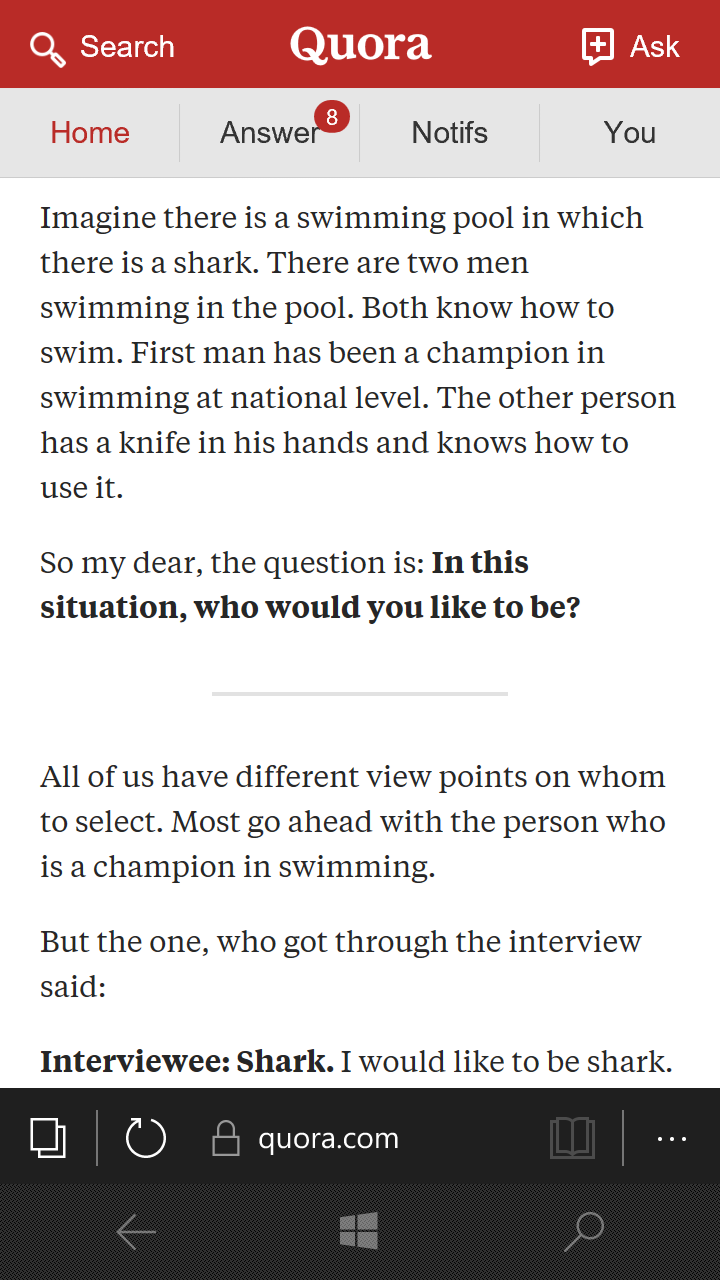 Search Quora Ask
Home Answer 8 Notifs You
Imagine there is a swimming pool in which
there is a shark. There are two men
swimming in the pool. Both know how to
swim. First man has been a champion in
swimming at national level. The other person
has a knife in his hands and knows how to
use it.
So my dear, the question is: In this
situation, who would you like to be?
All of us have different view points on whom
to select. Most go ahead with the person who
is a champion in swimming.
But the one, who got through the interview
said:
Interviewee: Shark. I would like to be shark.
quora.com